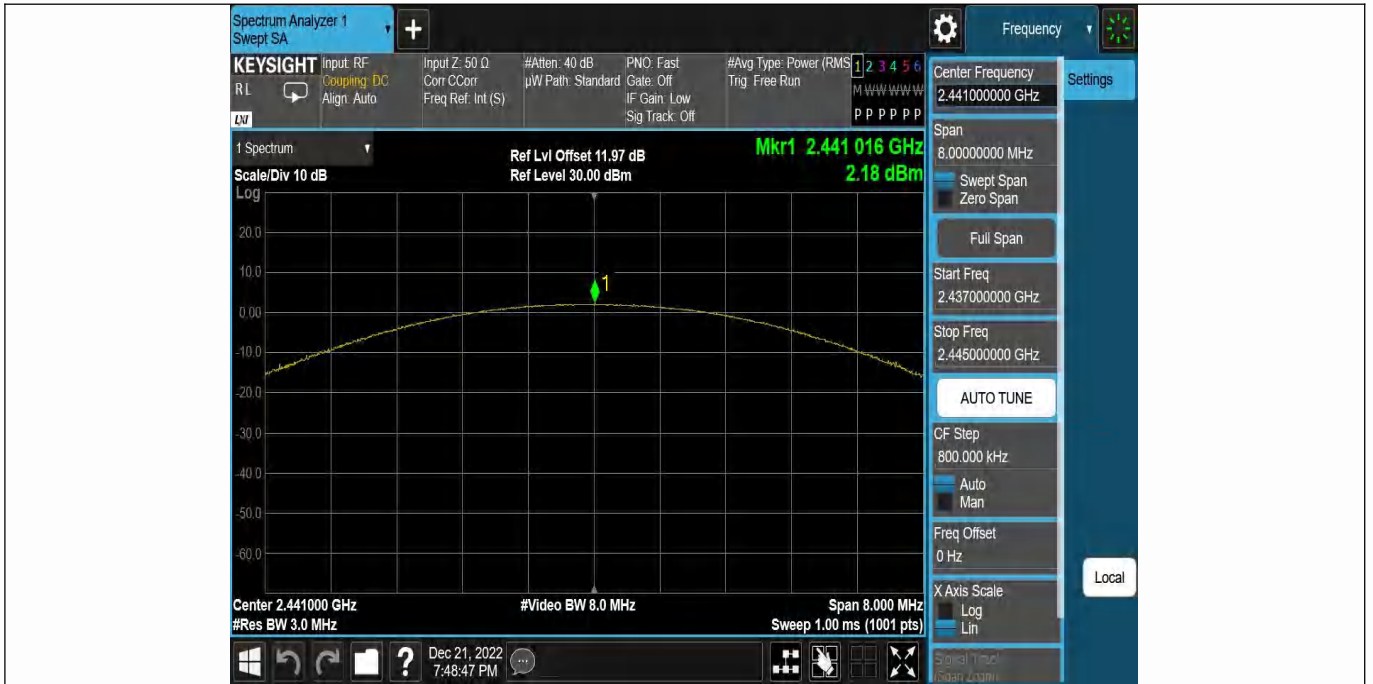 Spectrum Analyzer 1
Swept SA
+
Frequency
KEYSIGHT
R L
LXI
Input: RF
Coupling: DC
Align: Auto
Input Z: 50 Ω
Corr CCorr
Freq Ref: Int (S)
#Atten: 40 dB
µW Path: Standard
PNO: Fast
Gate: Off
IF Gain: Low
Sig Track: Off
#Avg Type: Power (RMS
Trig: Free Run
1 2 3 4 5 6
M W W W W W
P P P P P P
1 Spectrum
Scale/Div 10 dB
Log
Ref Lvl Offset 11.97 dB
Ref Level 30.00 dBm
Mkr1 2.441 016 GHz
2.18 dBm
20.0
10.0
0.00
-10.0
-20.0
-30.0
-40.0
-50.0
-60.0
1
Center 2.441000 GHz
#Res BW 3.0 MHz
#Video BW 8.0 MHz
Span 8.000 MHz
Sweep 1.00 ms (1001 pts)
?
Dec 21, 2022
7:48:47 PM
Center Frequency
2.441000000 GHz
Settings
Span
8.00000000 MHz
Swept Span
Zero Span
Full Span
Start Freq
2.437000000 GHz
Stop Freq
2.445000000 GHz
AUTO TUNE
CF Step
800.000 kHz
Auto
Man
Freq Offset
0 Hz
X Axis Scale
Log
Lin
Local
Signal Track
(Span Zoom)